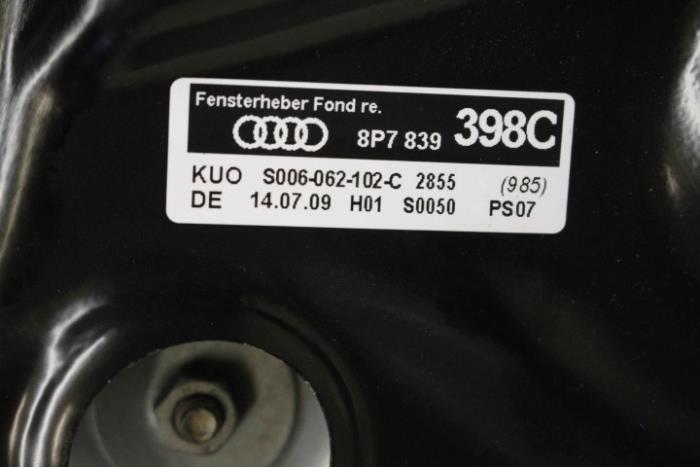 Fensterheber Fond re.
8P7 839 398C
KUO S006-062-102-C 2855 (985)
DE 14.07.09 H01 S0050 PS07